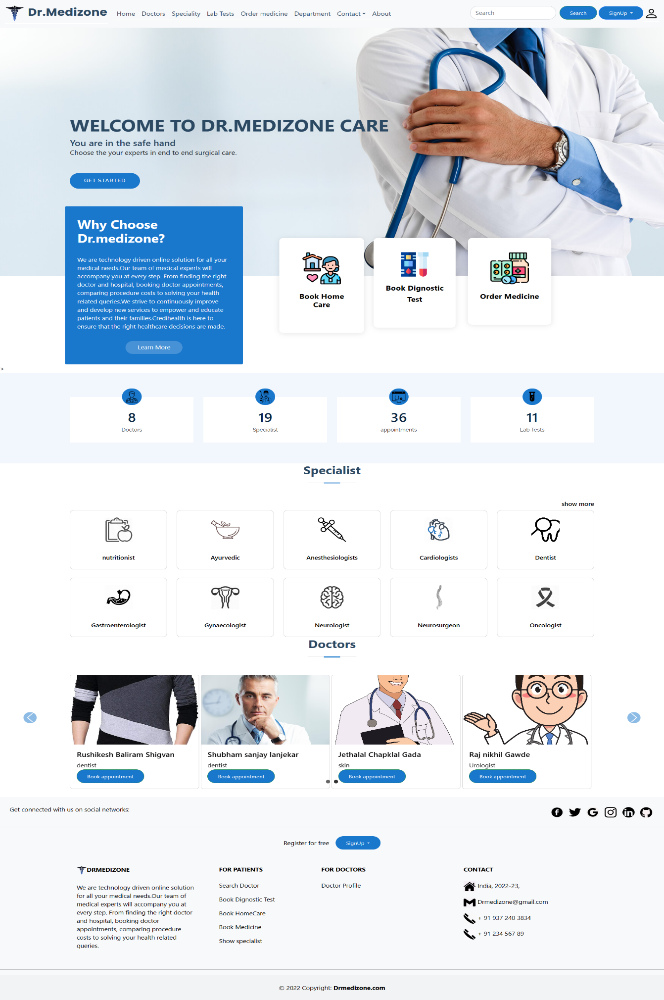 Dr.Medizone
Home Doctors Speciality Lab Tests Order medicine Department Contact About
Search
Search
SignUp
WELCOME TO DR.MEDIZONE CARE
You are in the safe hand
Choose the your experts in end to end surgical care.
GET STARTED
Why Choose
Dr.medizone?
We are technology driven online solution for all your
medical needs.Our team of medical experts will
accompany you at every step. From finding the right
doctor and hospital, booking doctor appointments,
comparing procedure costs to solving your health
related queries.We strive to continuously improve
and develop new services to empower and educate
patients and their families.Credihealth is here to
ensure that the right healthcare decisions are made.
Learn More
Book Home
Care
Book Dignostic
Test
Order Medicine
>
8
Doctors
19
Specialist
36
appointments
11
Lab Tests
Specialist
show more
nutritionist
Ayurvedic
Anesthesiologists
Cardiologists
Dentist
Gastroenterologist
Gynaecologist
Neurologist
Neurosurgeon
Oncologist
Doctors
Rushikesh Baliram Shigvan
dentist
Book appointment
Shubham sanjay lanjekar
dentist
Book appointment
Jethalal Chapklal Gada
skin
Book appointment
Raj nikhil Gawde
Urologist
Book appointment
Get connected with us on social networks:
Register for free
SignUp
DRMEDIZONE
We are technology driven online solution
for all your medical needs.Our team of
medical experts will accompany you at
every step. From finding the right doctor
and hospital, booking doctor
appointments, comparing procedure
costs to solving your health related
queries.
FOR PATIENTS
Search Doctor
Book Dignostic Test
Book HomeCare
Book Medicine
Show specialist
FOR DOCTORS
Doctor Profile
CONTACT
India, 2022-23,
Drmedizone@gmail.com
+ 91 937 240 3834
+ 91 234 567 89
© 2022 Copyright: Drmedizone.com